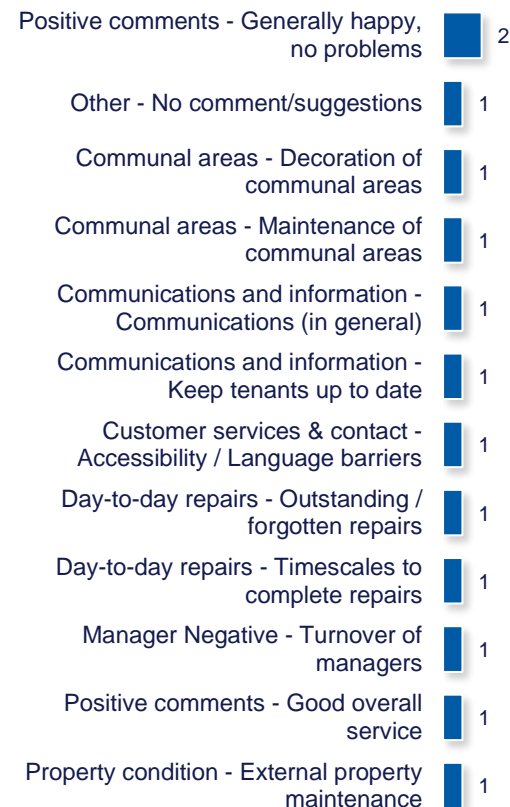 Positive comments - Generally happy,
no problems
2
Other - No comment/suggestions
1
Communal areas - Decoration of
communal areas
1
Communal areas - Maintenance of
communal areas
1
Communications and information -
Communications (in general)
1
Communications and information -
Keep tenants up to date
1
Customer services & contact -
Accessibility / Language barriers
1
Day-to-day repairs - Outstanding /
forgotten repairs
1
Day-to-day repairs - Timescales to
complete repairs
1
Manager Negative - Turnover of
managers
1
Positive comments - Good overall
service
1
Property condition - External property
maintenance
1